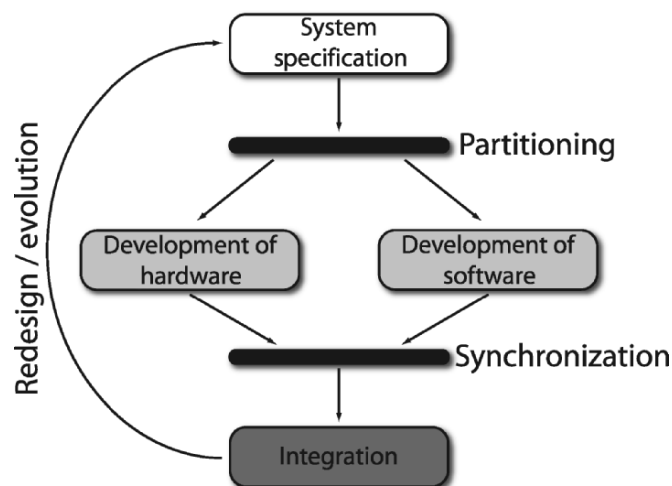 System
specification
Partitioning
Redesign / evolution
Development of
hardware
Development of
software
Synchronization
Integration